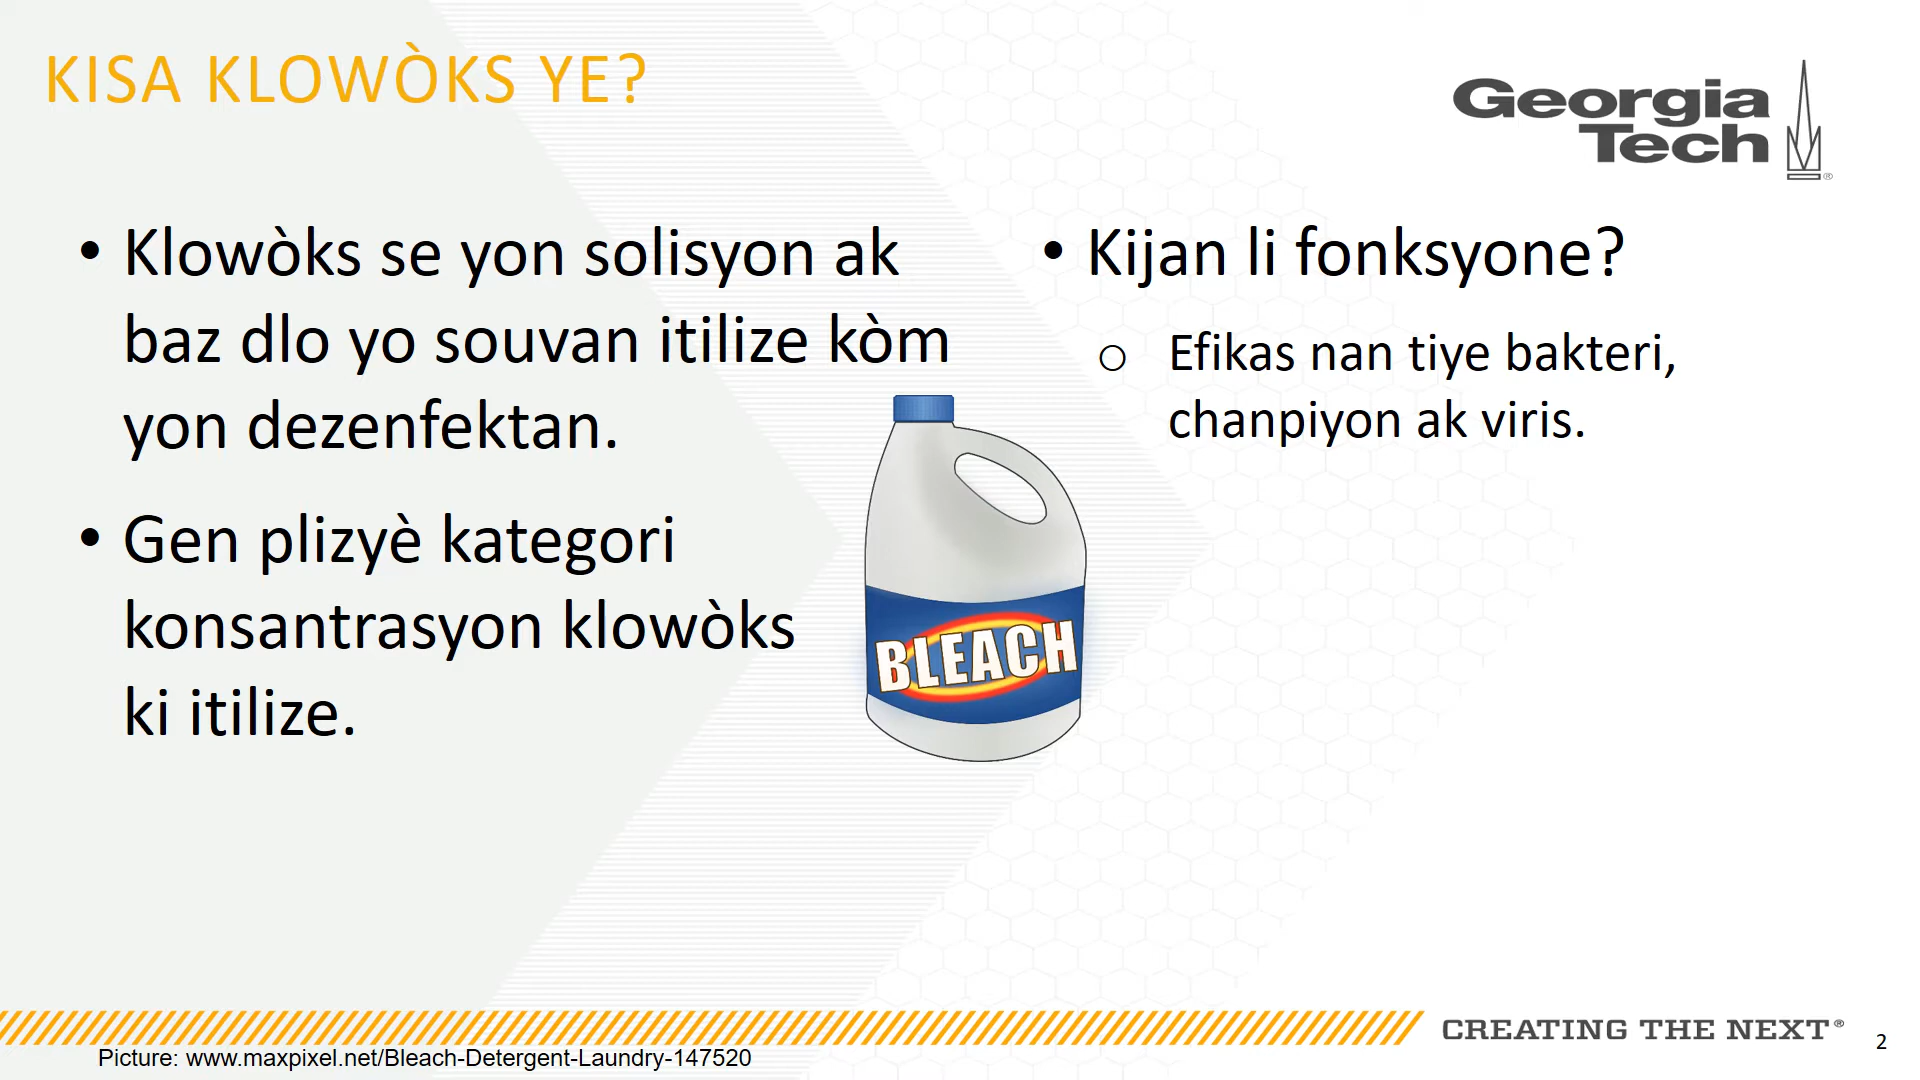 KISA KLOWÒKS YE?
Georgia
Tech
®
• Klowòks se yon solisyon ak
baz dlo yo souvan itilize kòm
yon dezenfektan.
• Gen plizyè kategori
konsantrasyon klowòks
ki itilize.
BLEACH
• Kijan li fonksyone?
o Efikas nan tiye bakteri,
chanpiyon ak viris.
CREATING THE NEXT®
2
Picture: www.maxpixel.net/Bleach-Detergent-Laundry-147520